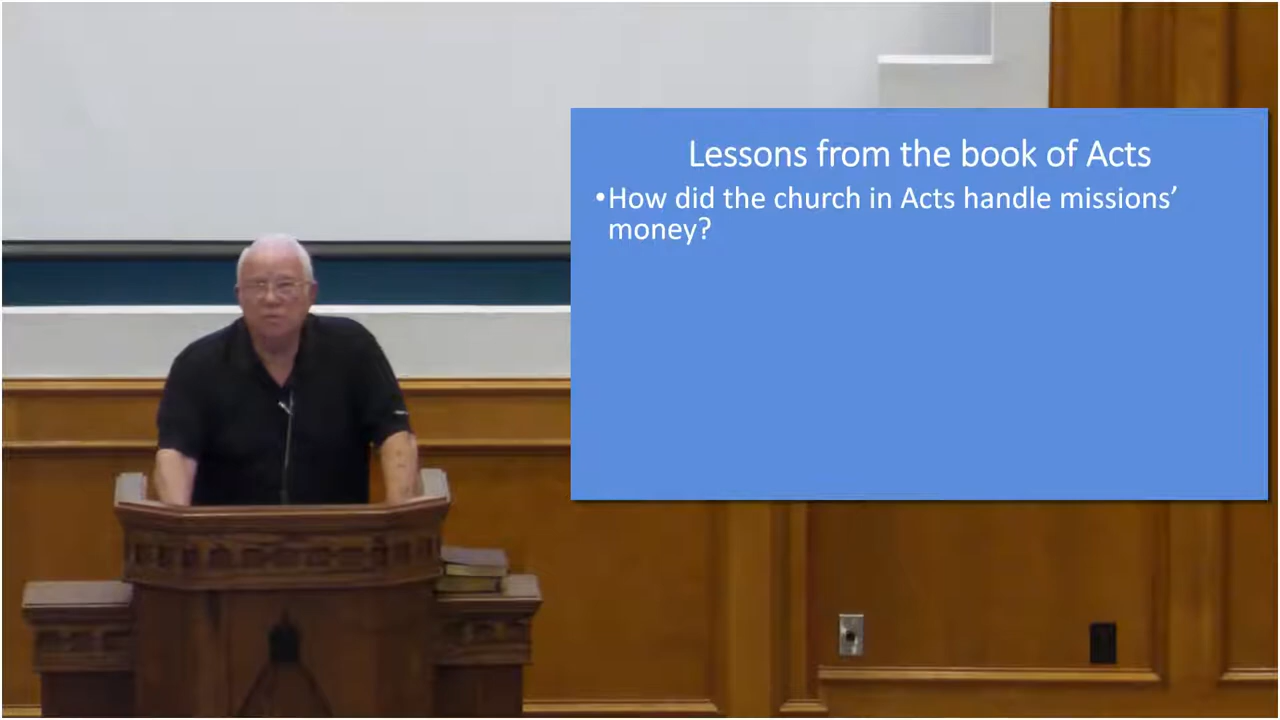 Lessons from the book of Acts
•How did the church in Acts handle missions’
money?